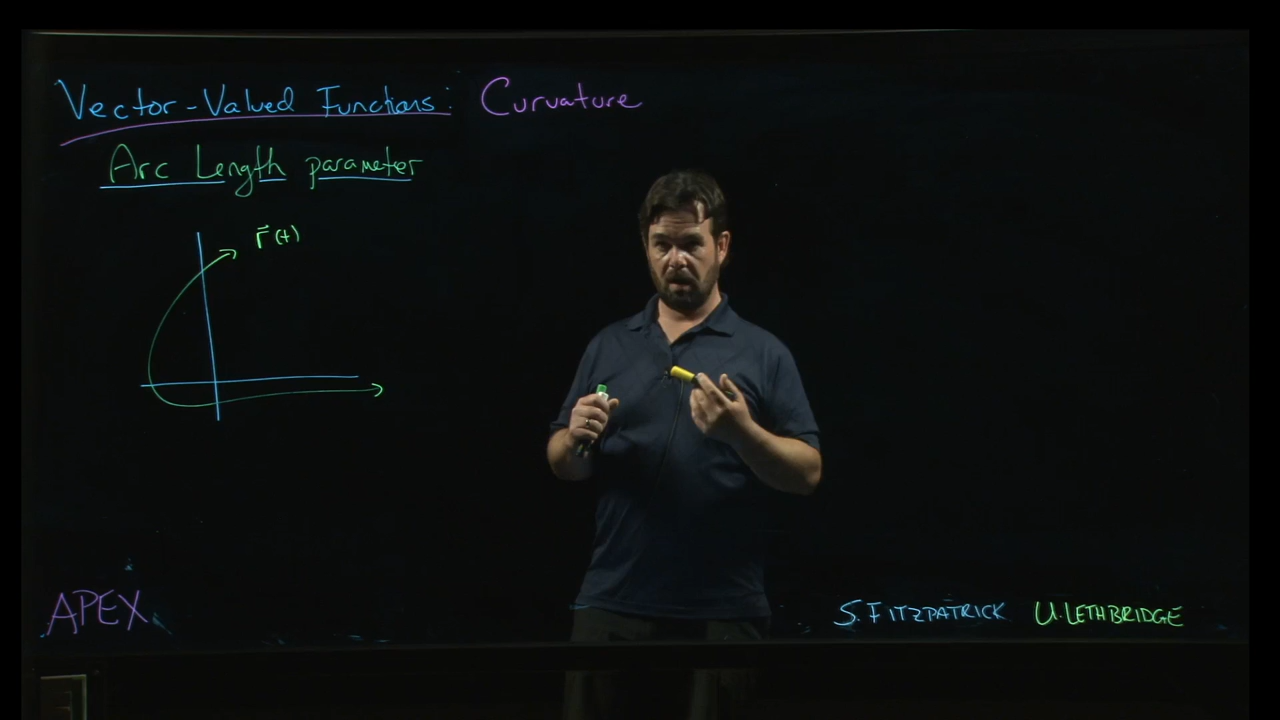 Vector-Valued Functions: Curvature
Arc Length parameter
r⃗(t)
APEX
S. FITZPATRICK U. LETHBRIDGE